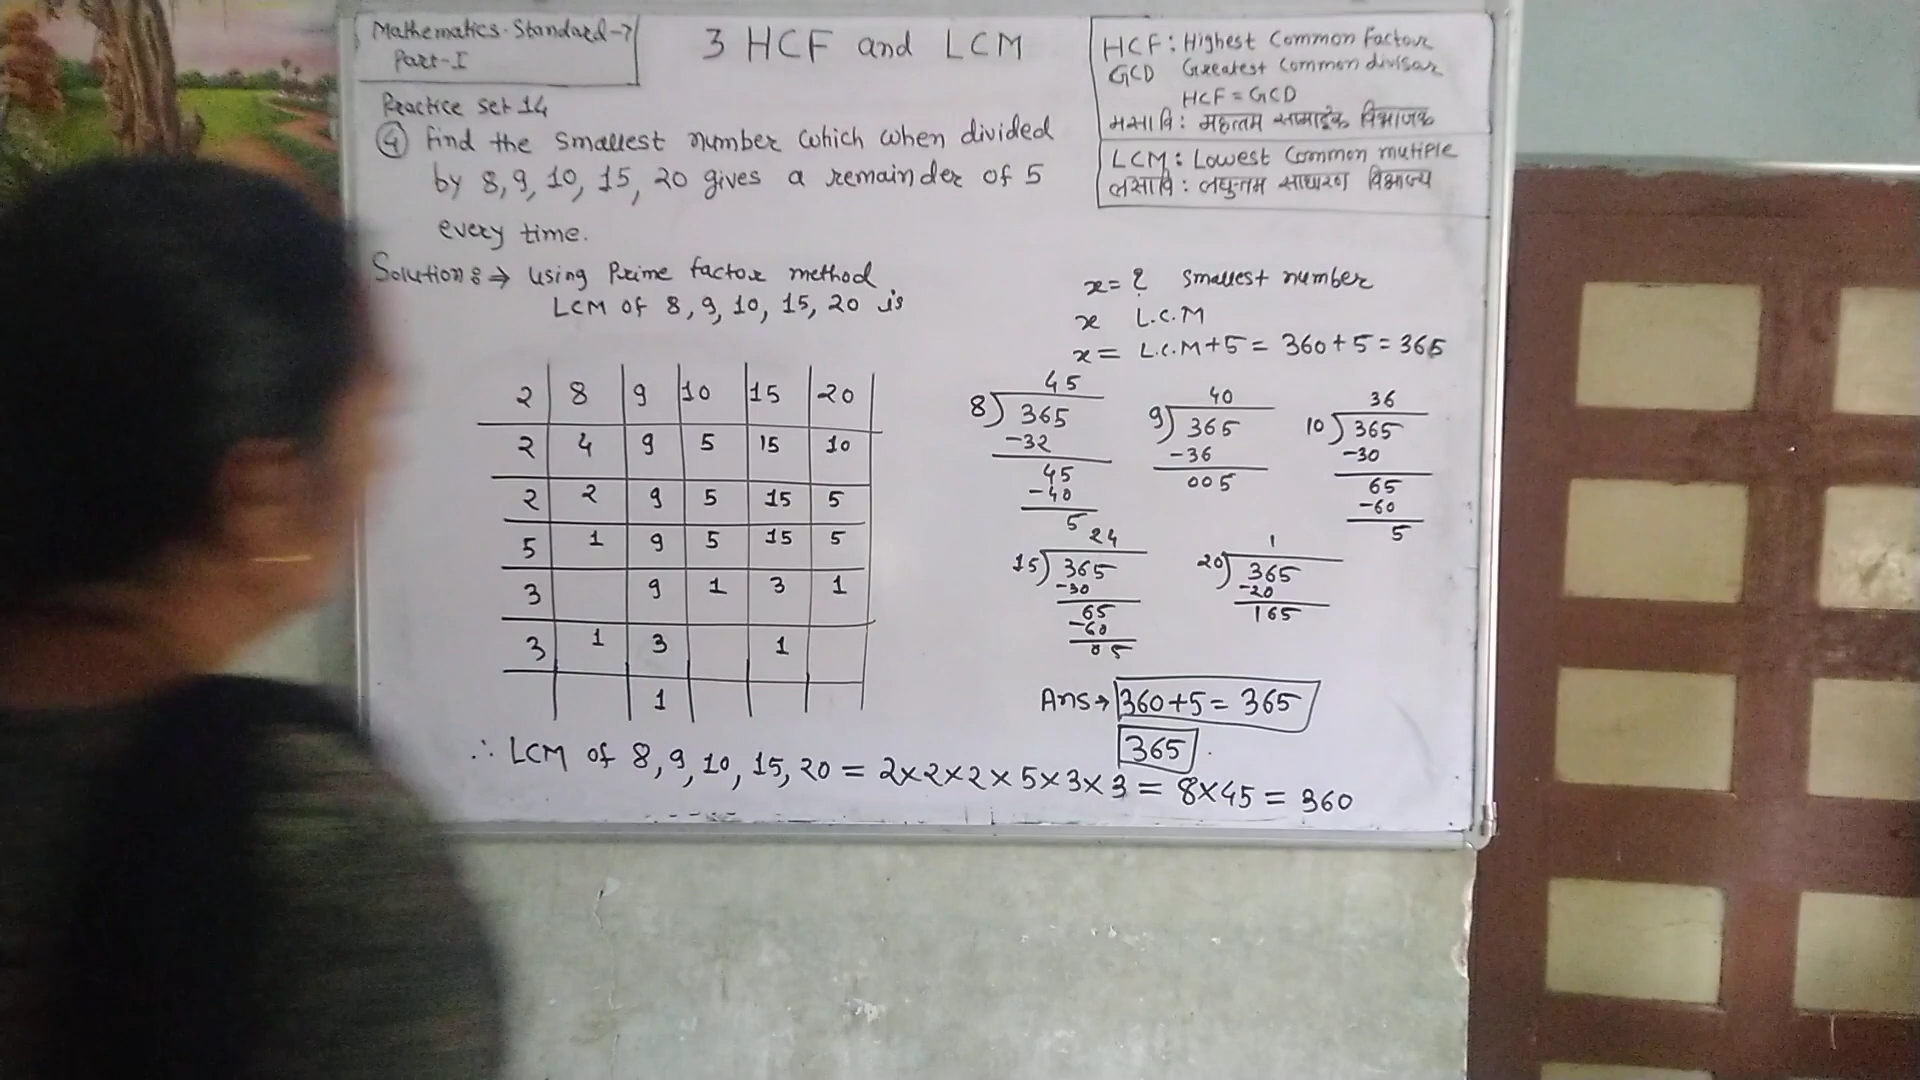 Mathematics. Standard-7
Part-I
3 HCF and LCM
HCF: Highest Common Factor
GCD Greatest Common divisor
HCF = GCD
मसावि: महत्तम सामाईक विभाजक
LCM: Lowest Common mutiple
लसावि: लघुत्तम साधारण विभाज्य
Practice set 14
④ Find the smallest number which when divided
by 8, 9, 10, 15, 20 gives a remainder of 5
every time.
Solution: ⇒ Using Prime factor method
LCM of 8, 9, 10, 15, 20 is
2 8 9 10 15 20
2 4 9 5 15 10
2 2 9 5 15 5
5 1 9 5 15 5
3 9 1 3 1
3 1 3 1
1
∴ LCM of 8, 9, 10, 15, 20 = 2×2×2×5×3×3 = 8×45 = 360
x = ? smallest number
x L.C.M
x = L.C.M+5 = 360+5 = 365
45
8) 365
-32
45
-40
5
40
9) 365
-36
005
36
10) 365
-30
65
-60
5
24
15) 365
-30
65
-60
05
1
20) 365
-20
165
Ans → 360+5 = 365
365